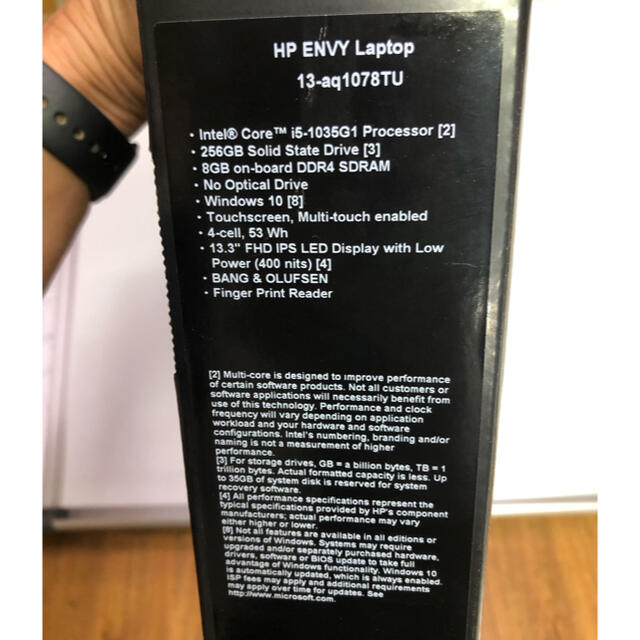 HP ENVY Laptop
13-aq1078TU
· Intel® Core™ i5-1035G1 Processor [2]
· 256GB Solid State Drive [3]
· 8GB on-board DDR4 SDRAM
· No Optical Drive
· Windows 10 [8]
· Touchscreen, Multi-touch enabled
· 4-cell, 53 Wh
· 13.3" FHD IPS LED Display with Low
Power (400 nits) [4]
· BANG & OLUFSEN
· Finger Print Reader
[2] Multi-core is designed to improve performance
of certain software products. Not all customers or
software applications will necessarily benefit from
use of this technology. Performance and clock
frequency will vary depending on application
workload and your hardware and software
configurations. Intel's numbering, branding and/or
naming is not a measurement of higher
performance.
[3] For storage drives, GB = a billion bytes, TB = 1
trillion bytes. Actual formatted capacity is less. Up
to 35GB of system disk is reserved for system
recovery software.
[4] All performance specifications represent the
typical specifications provided by HP's component
manufacturers; actual performance may vary
either higher or lower.
[8] Not all features are available in all editions or
versions of Windows. Systems may require
upgraded and/or separately purchased hardware,
drivers, software or BIOS update to take full
advantage of Windows functionality. Windows 10
is automatically updated, which is always enabled.
ISP fees may apply and additional requirements
may apply over time for updates. See
http://www.microsoft.com.